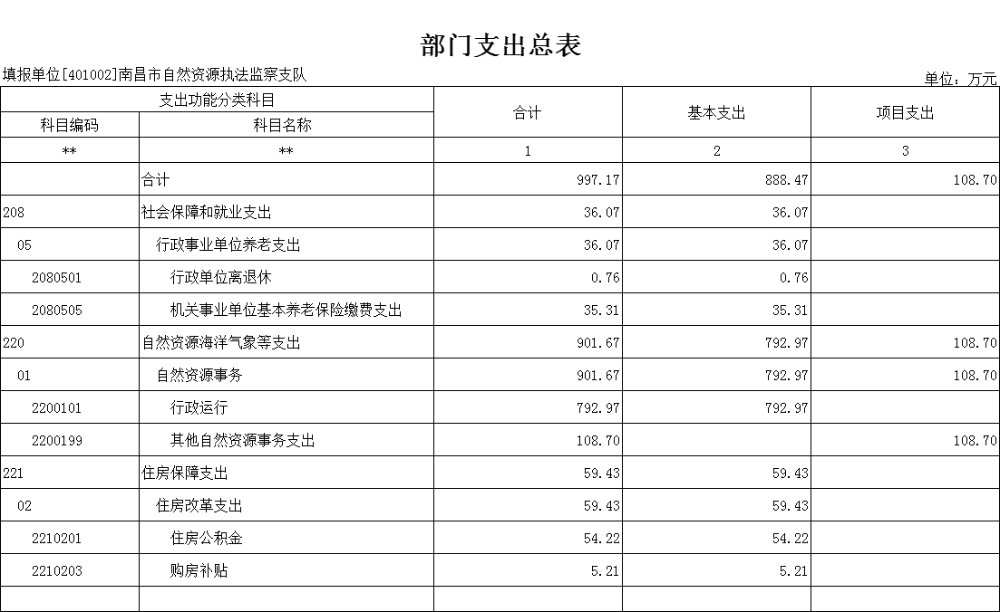 部门支出总表
填报单位[401002]南昌市自然资源执法监察支队
单位：万元
支出功能分类科目 合计 基本支出 项目支出
科目编码 科目名称
** ** 1 2 3
合计 997.17 888.47 108.70
208 社会保障和就业支出 36.07 36.07
05 行政事业单位养老支出 36.07 36.07
2080501 行政单位离退休 0.76 0.76
2080505 机关事业单位基本养老保险缴费支出 35.31 35.31
220 自然资源海洋气象等支出 901.67 792.97 108.70
01 自然资源事务 901.67 792.97 108.70
2200101 行政运行 792.97 792.97
2200199 其他自然资源事务支出 108.70 108.70
221 住房保障支出 59.43 59.43
02 住房改革支出 59.43 59.43
2210201 住房公积金 54.22 54.22
2210203 购房补贴 5.21 5.21